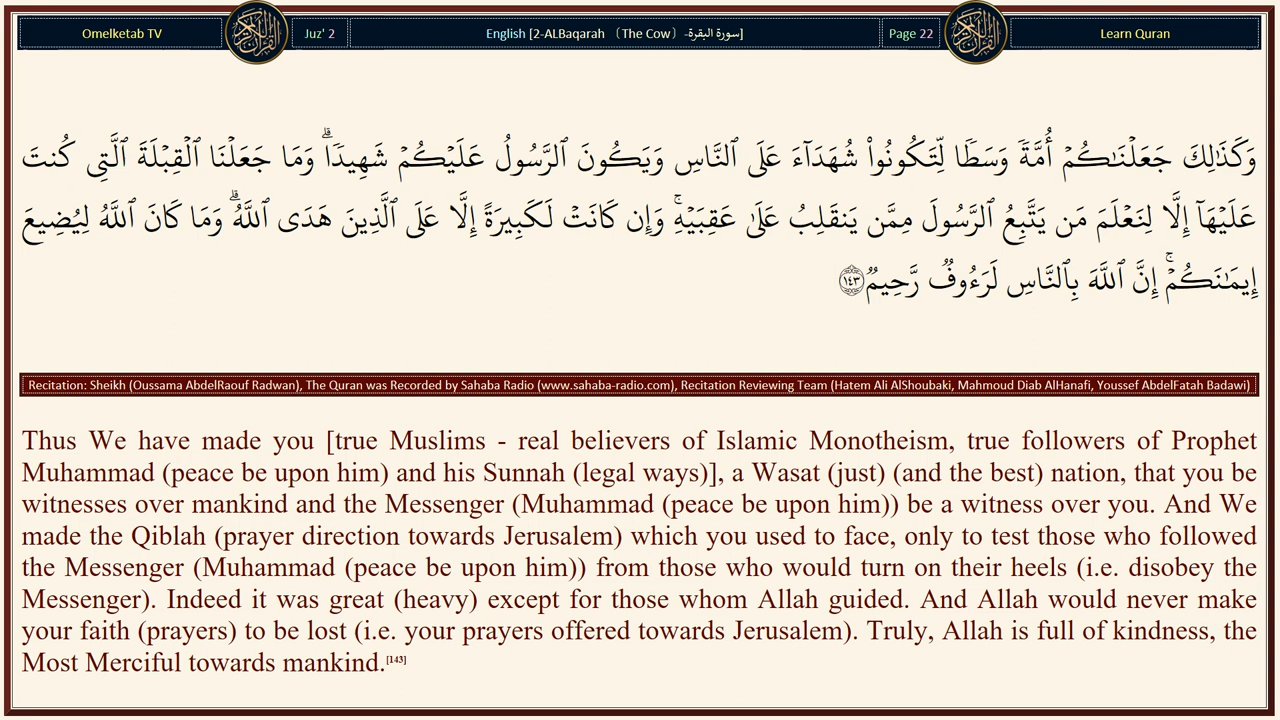 Omelketab TV
Juz' 2
English [2-ALBaqarah (The Cow) -سورة البقرة]
Page 22
Learn Quran
وَكَذَٰلِكَ جَعَلْنَـٰكُمْ أُمَّةً وَسَطًا لِّتَكُونُوا۟ شُهَدَآءَ عَلَى ٱلنَّاسِ وَيَكُونَ ٱلرَّسُولُ عَلَيْكُمْ شَهِيدًا ۗ وَمَا جَعَلْنَا ٱلْقِبْلَةَ ٱلَّتِى كُنتَ
عَلَيْهَآ إِلَّا لِنَعْلَمَ مَن يَتَّبِعُ ٱلرَّسُولَ مِمَّن يَنقَلِبُ عَلَىٰ عَقِبَيْهِ ۚ وَإِن كَانَتْ لَكَبِيرَةً إِلَّا عَلَى ٱلَّذِينَ هَدَى ٱللَّهُ ۗ وَمَا كَانَ ٱللَّهُ لِيُضِيعَ
إِيمَـٰنَكُمْ ۚ إِنَّ ٱللَّهَ بِٱلنَّاسِ لَرَءُوفٌ رَّحِيمٌ ١٤٣
Recitation: Sheikh (Oussama AbdelRaouf Radwan), The Quran was Recorded by Sahaba Radio (www.sahaba-radio.com), Recitation Reviewing Team (Hatem Ali AlShoubaki, Mahmoud Diab AlHanafi, Youssef AbdelFatah Badawi)
Thus We have made you [true Muslims - real believers of Islamic Monotheism, true followers of Prophet
Muhammad (peace be upon him) and his Sunnah (legal ways)], a Wasat (just) (and the best) nation, that you be
witnesses over mankind and the Messenger (Muhammad (peace be upon him)) be a witness over you. And We
made the Qiblah (prayer direction towards Jerusalem) which you used to face, only to test those who followed
the Messenger (Muhammad (peace be upon him)) from those who would turn on their heels (i.e. disobey the
Messenger). Indeed it was great (heavy) except for those whom Allah guided. And Allah would never make
your faith (prayers) to be lost (i.e. your prayers offered towards Jerusalem). Truly, Allah is full of kindness, the
Most Merciful towards mankind.[143]